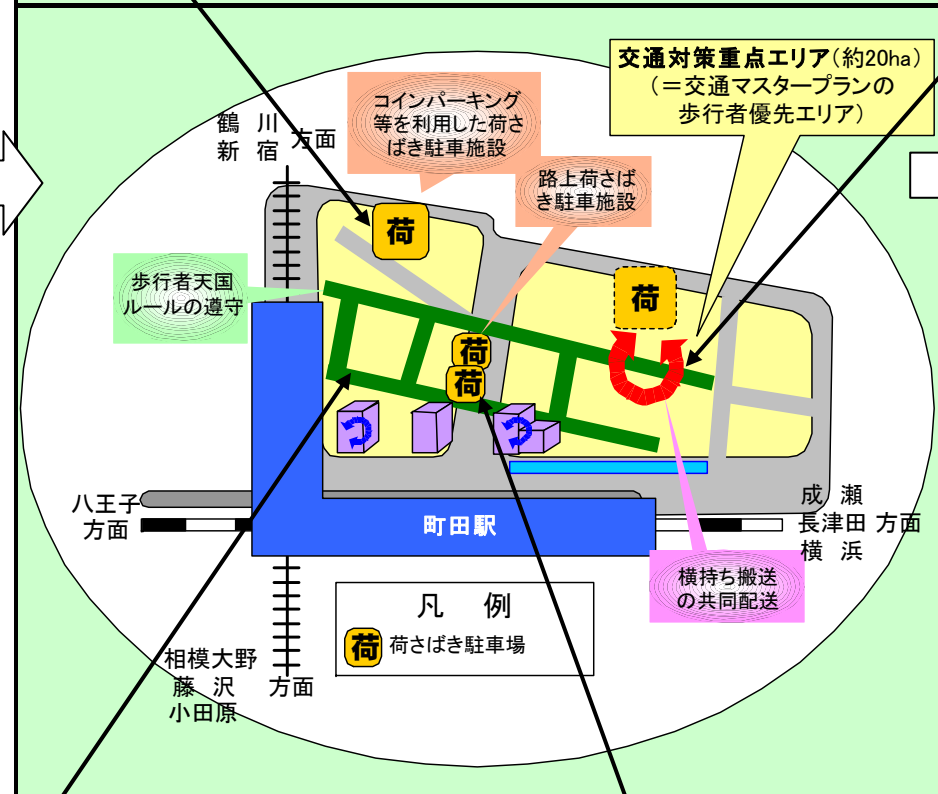 交通対策重点エリア(約20ha)
(=交通マスタープランの
歩行者優先エリア)
コインパーキング
等を利用した荷さ
ばき駐車施設
鶴 川
新 宿
方面
路上荷さば
き駐車施設
荷
歩行者天国
ルールの遵守
荷
荷
荷
八王子
方面
町田駅
成 瀬
長津田 方面
横 浜
横持ち搬送
の共同配送
凡 例
荷 荷さばき駐車場
相模大野
藤 沢 方面
小田原